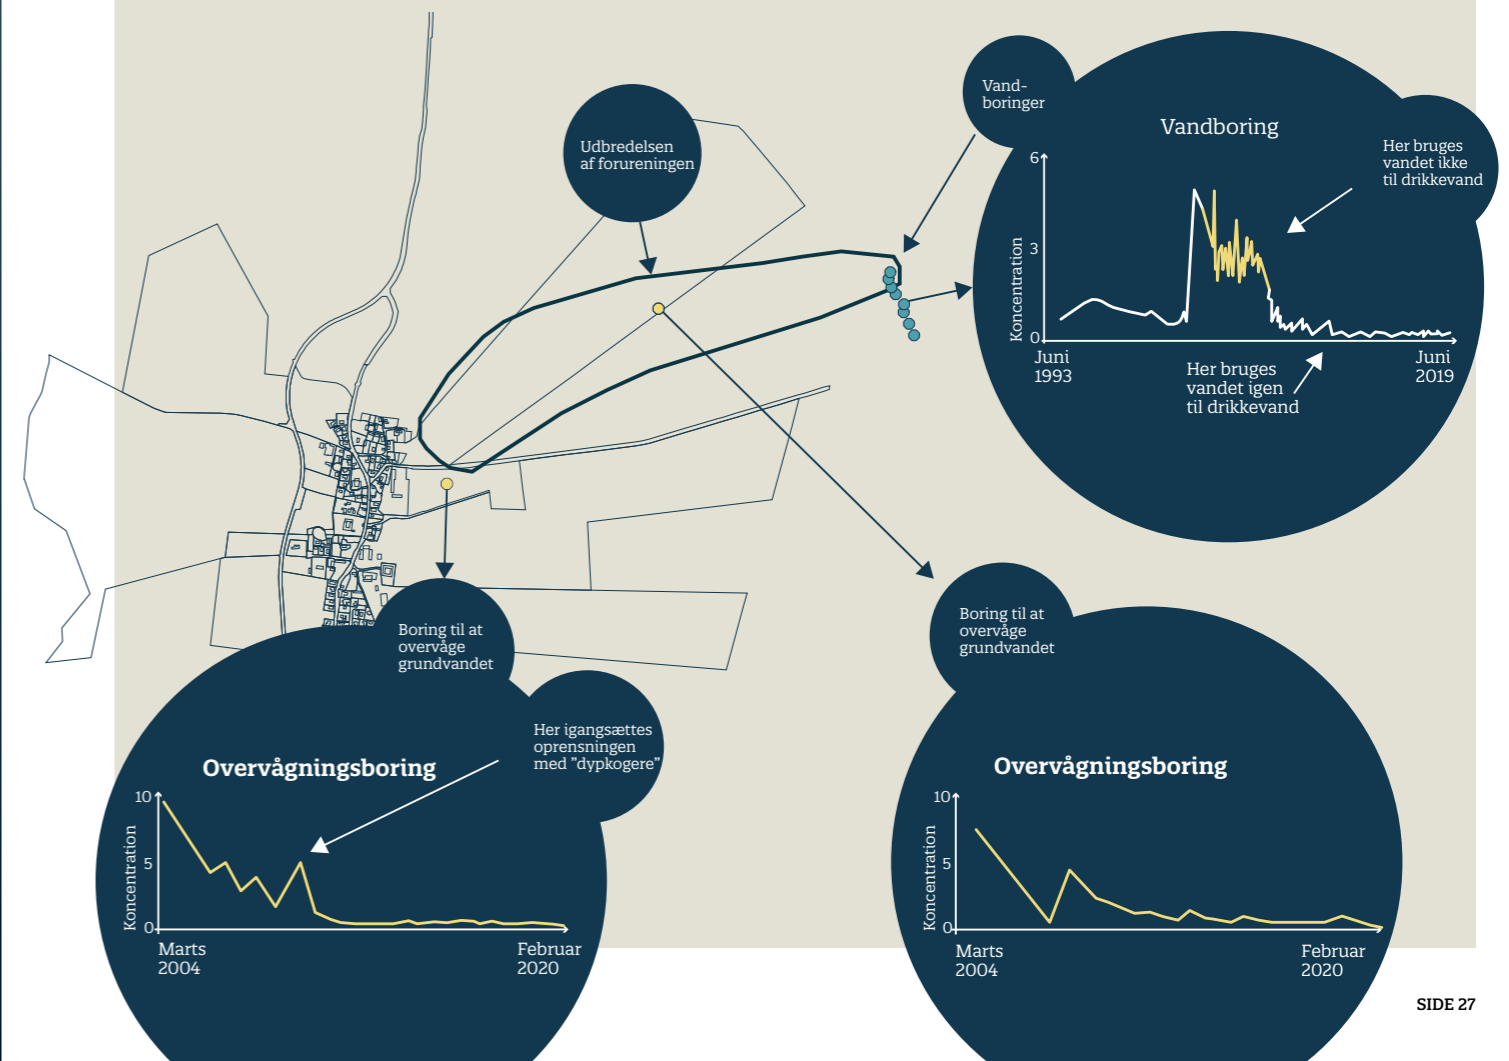 Udbredelsen
af forureningen
Vand-
boringer
Vandboring
Her bruges
vandet ikke
til drikkevand
Koncentration
6
3
0
Juni
1993
Juni
2019
Her bruges
vandet igen
til drikkevand
Boring til at
overvåge
grundvandet
Her igangsættes
oprensningen
med ”dypkogere”
Overvågningsboring
Koncentration
10
5
0
Marts
2004
Februar
2020
Boring til at
overvåge
grundvandet
Overvågningsboring
Koncentration
10
5
0
Marts
2004
Februar
2020
SIDE 27